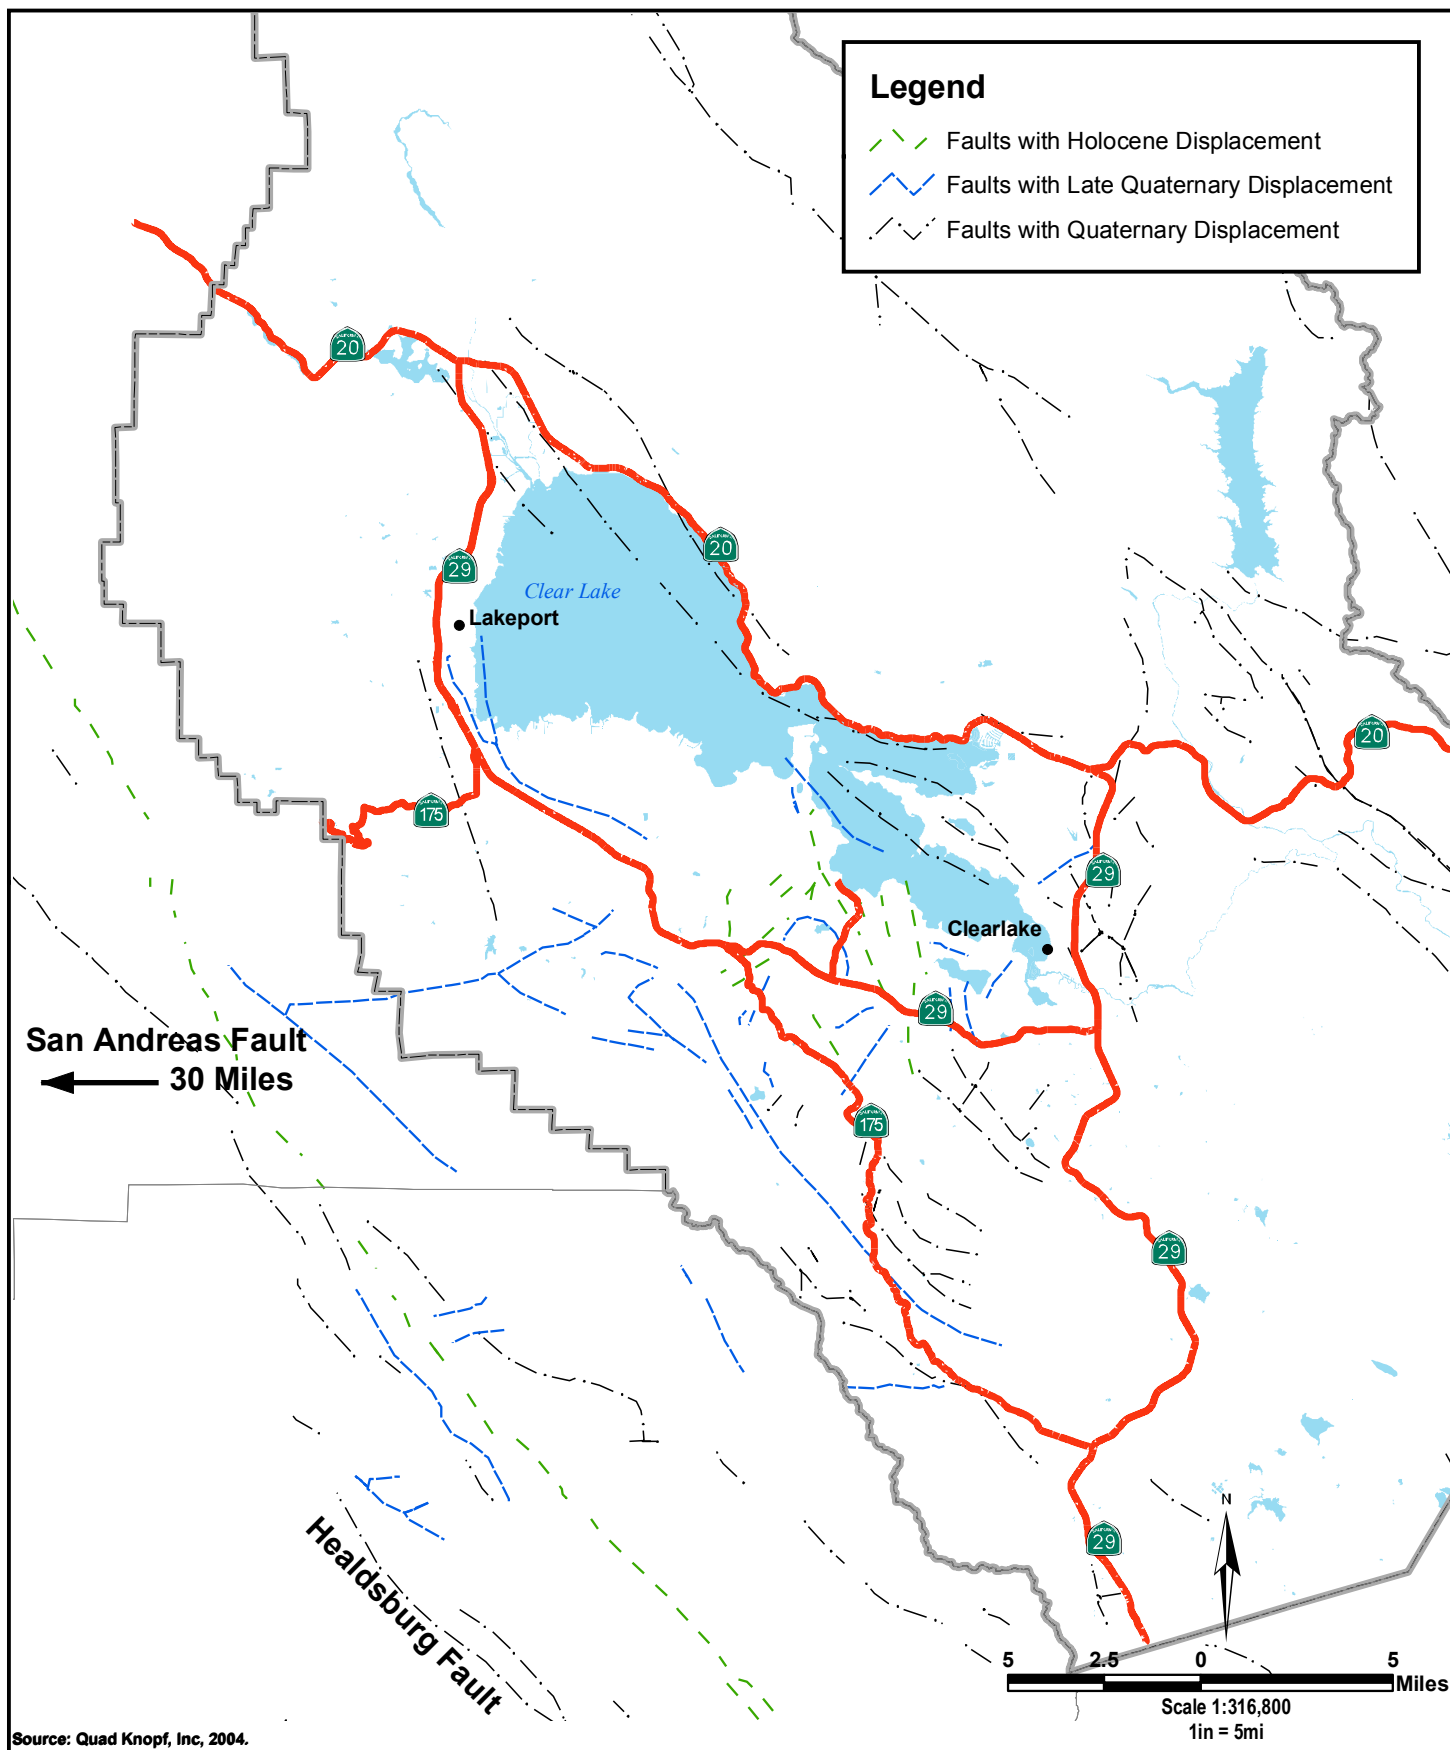 Legend
Faults with Holocene Displacement
Faults with Late Quaternary Displacement
Faults with Quaternary Displacement
20
29
Clear Lake
Lakeport
20
20
175
29
Clearlake
29
San Andreas Fault
30 Miles
175
29
N
29
Healdsburg Fault
5 2.5 0 5
Miles
Scale 1:316,800
1in = 5mi
Source: Quad Knopf, Inc, 2004.